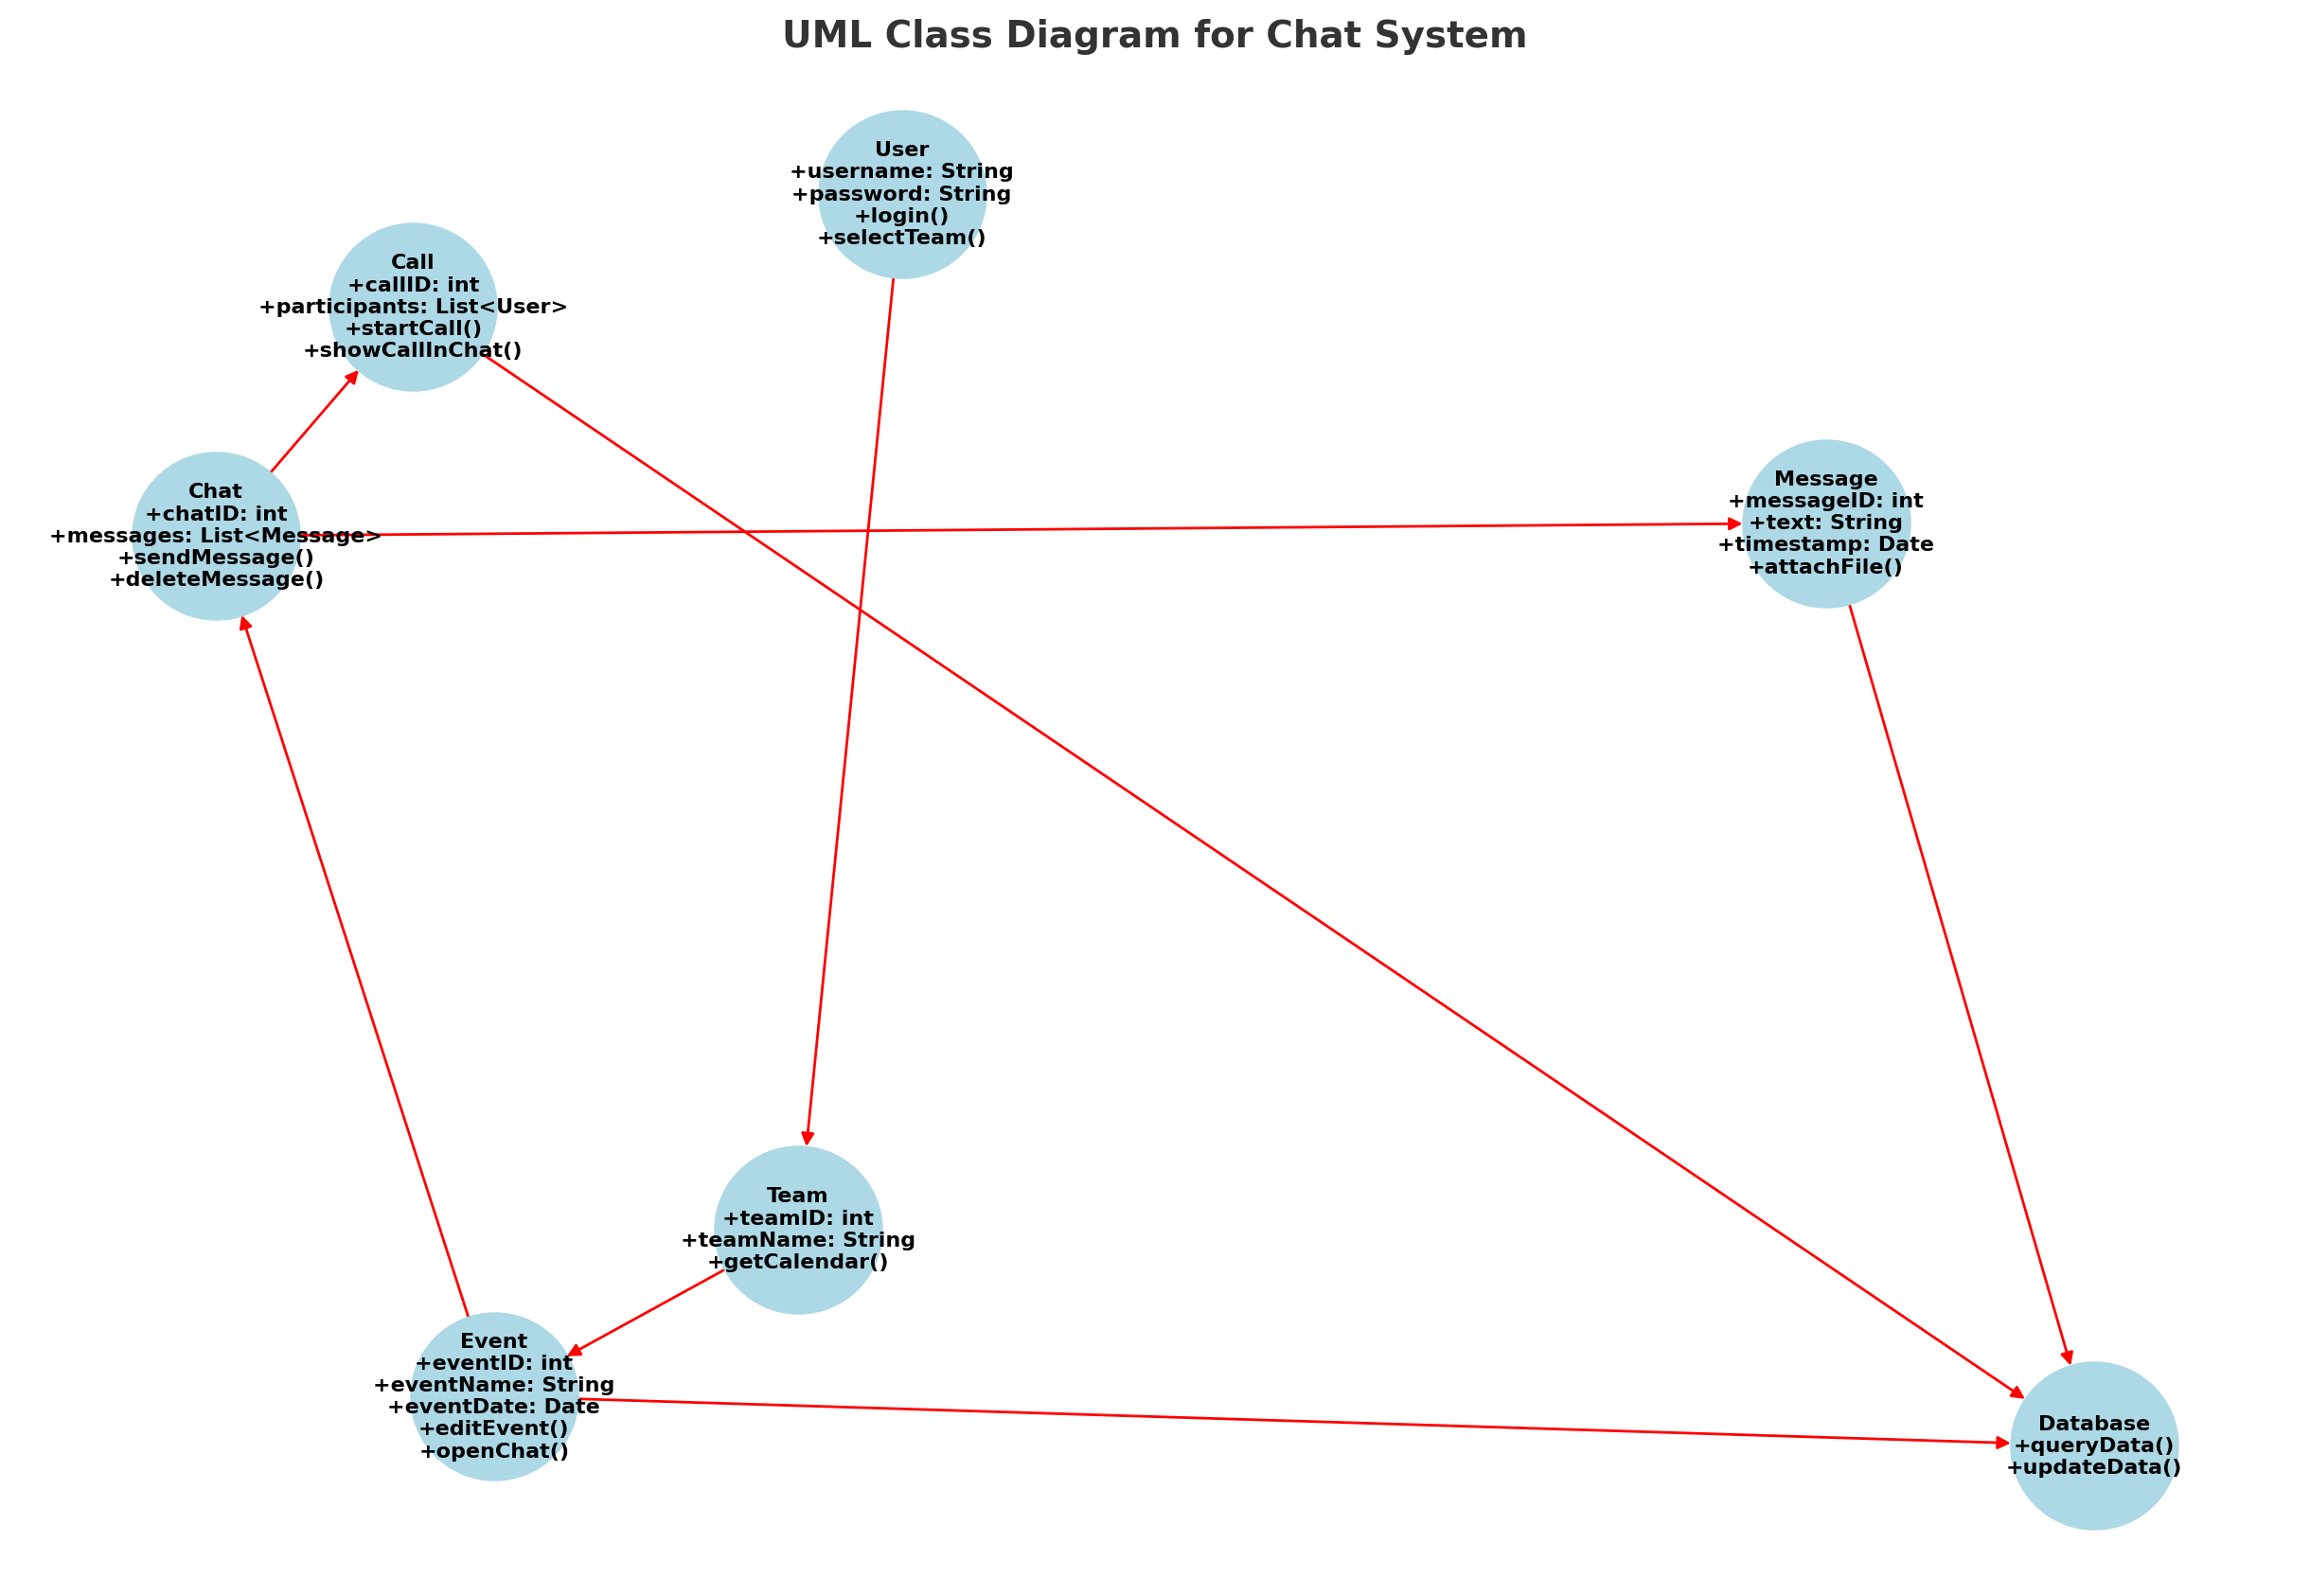 UML Class Diagram for Chat System
User
+username: String
+password: String
+login()
+selectTeam()
Call
+callID: int
+participants: List<User>
+startCall()
+showCallInChat()
Chat
+chatID: int
+messages: List<Message>
+sendMessage()
+deleteMessage()
Message
+messageID: int
+text: String
+timestamp: Date
+attachFile()
Team
+teamID: int
+teamName: String
+getCalendar()
Event
+eventID: int
+eventName: String
+eventDate: Date
+editEvent()
+openChat()
Database
+queryData()
+updateData()